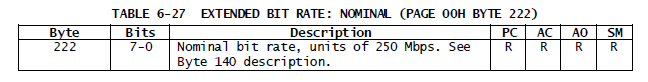 TABLE 6-27 EXTENDED BIT RATE: NOMINAL (PAGE 00H BYTE 222)
Byte Bits Description PC AC AO SM
222 7-0 Nominal bit rate, units of 250 Mbps. See R R R R
Byte 140 description.